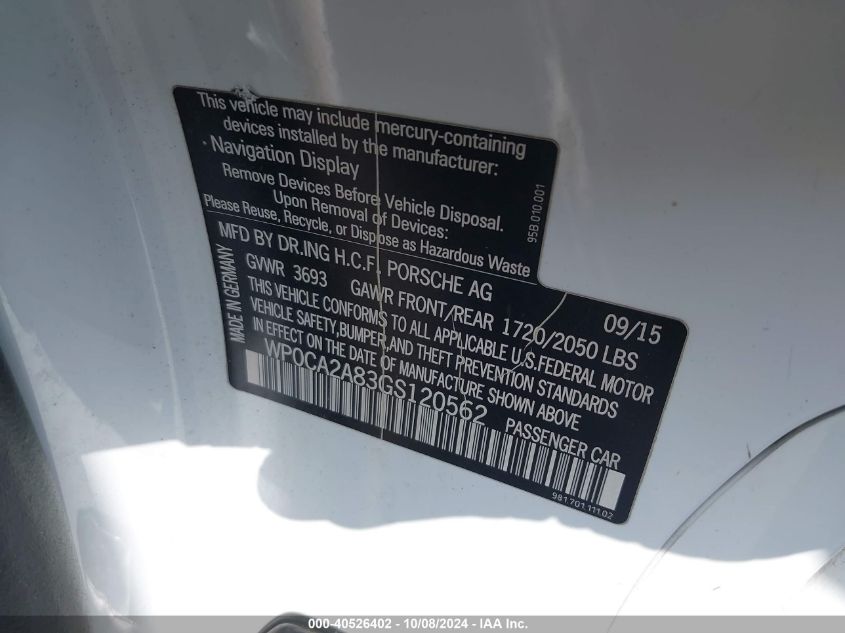 This vehicle may include mercury-containing
devices installed by the manufacturer:
· Navigation Display
Remove Devices Before Vehicle Disposal.
Upon Removal of Devices:
Please Reuse, Recycle, or Dispose as Hazardous Waste
95B.010.001
MADE IN GERMANY
MFD BY DR.ING H.C.F. PORSCHE AG
09/15
GVWR 3693 GAWR FRONT/REAR 1720/2050 LBS
THIS VEHICLE CONFORMS TO ALL APPLICABLE U.S.FEDERAL MOTOR
VEHICLE SAFETY,BUMPER,AND THEFT PREVENTION STANDARDS
IN EFFECT ON THE DATE OF MANUFACTURE SHOWN ABOVE
WP0CA2A83GS120562 PASSENGER CAR
981.701.111.02
000-40526402 - 10/08/2024 - IAA Inc.